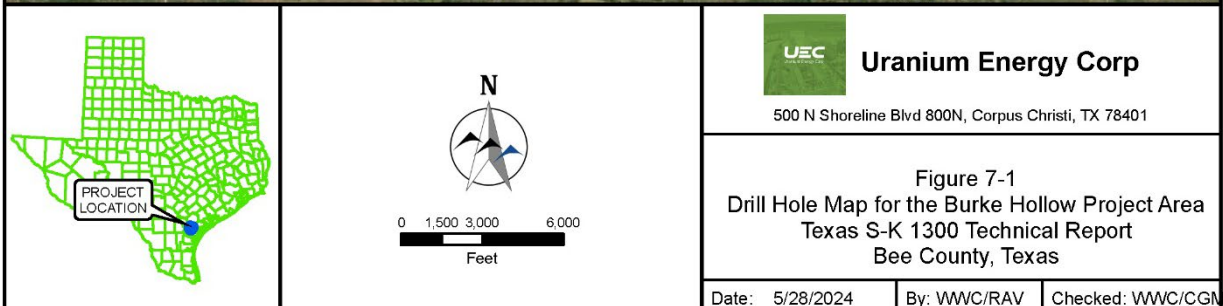 PROJECT
LOCATION
N
0 1,500 3,000 6,000
Feet
UEC
Uranium Energy Corp
500 N Shoreline Blvd 800N, Corpus Christi, TX 78401
Figure 7-1
Drill Hole Map for the Burke Hollow Project Area
Texas S-K 1300 Technical Report
Bee County, Texas
Date: 5/28/2024 By: WWC/RAV Checked: WWC/CGM